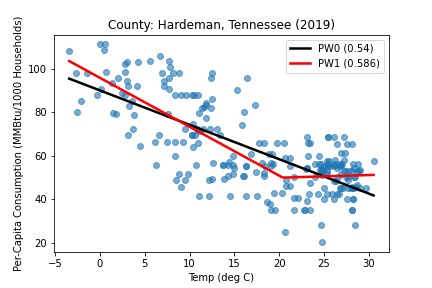 County: Hardeman, Tennessee (2019)
PW0 (0.54)
PW1 (0.586)
Per-Capita Consumption (MMBtu/1000 Households)
100
80
60
40
20
−5 0 5 10 15 20 25 30
Temp (deg C)